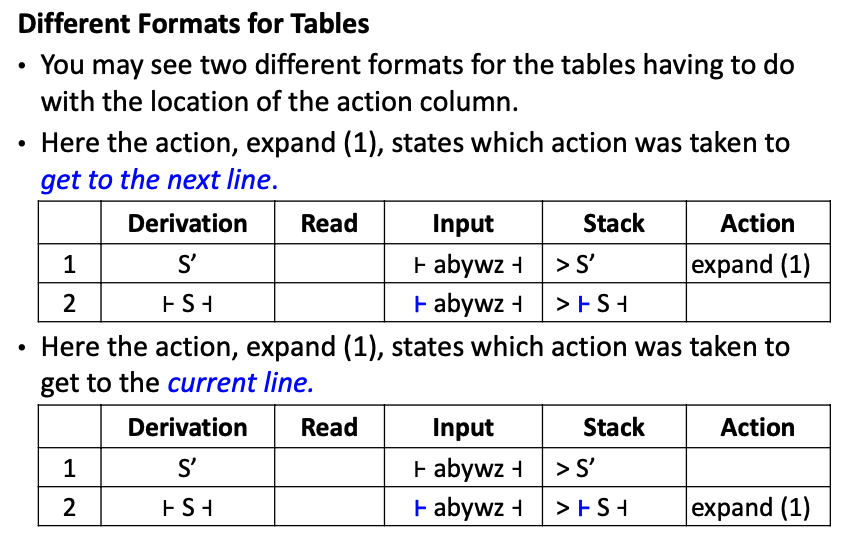 Different Formats for Tables
• You may see two different formats for the tables having to do
with the location of the action column.
• Here the action, expand (1), states which action was taken to
get to the next line.
Derivation Read Input Stack Action
1 S’ ⊢ abywz ⊣ > S’ expand (1)
2 ⊢ S ⊣ ⊢ abywz ⊣ > ⊢ S ⊣
• Here the action, expand (1), states which action was taken to
get to the current line.
Derivation Read Input Stack Action
1 S’ ⊢ abywz ⊣ > S’
2 ⊢ S ⊣ ⊢ abywz ⊣ > ⊢ S ⊣ expand (1)